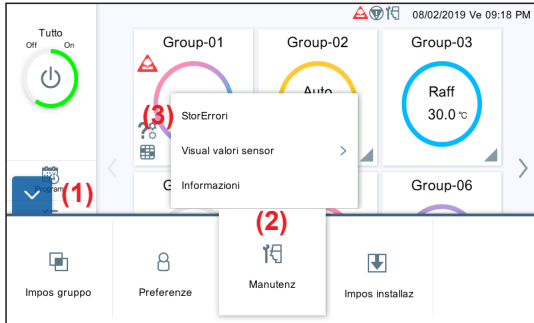 08/02/2019 Ve 09:18 PM
Tutto
Off On
Group-01
Group-02
Group-03
Auto
Raff
30.0 °C
(3)
StorErrori
Visual valori sensor
Informazioni
Program
(1)
G
Group-06
(2)
Impos gruppo
Preferenze
Manutenz
Impos installaz